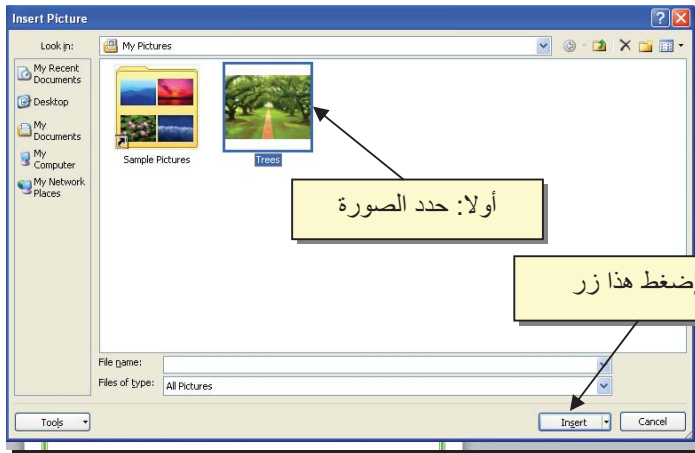 Insert Picture
Look in:
My Pictures
My Recent
Documents
Desktop
My
Documents
My
Computer
My Network
Places
Sample Pictures
Trees
أولا: حدد الصورة
هذا زر
File name:
Files of type:
All Pictures
Tools
Insert
Cancel